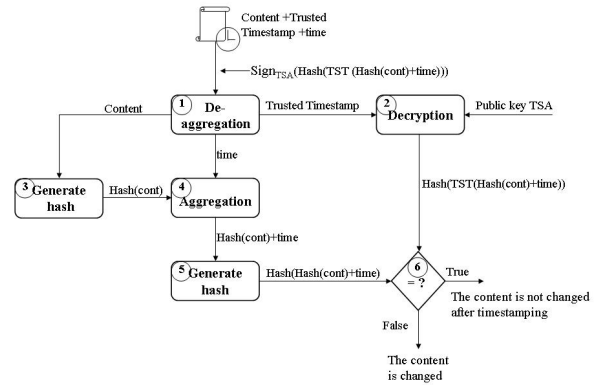 Content +Trusted
Timestamp +time
SignTSA(Hash(TST (Hash(cont)+time)))
Content
1 De-
aggregation
Trusted Timestamp
2
Decryption
Public key TSA
time
3 Generate
hash
Hash(cont)
4
Aggregation
Hash(TST(Hash(cont)+time))
Hash(cont)+time
5 Generate
hash
Hash(Hash(cont)+time)
6
= ?
True
The content is not changed
after timestamping
False
The content
is changed